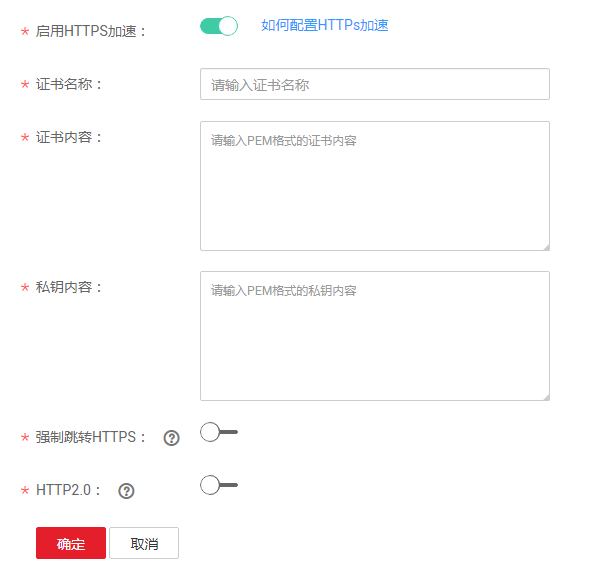 * 启用HTTPS加速： 如何配置HTTPs加速
* 证书名称： 请输入证书名称
* 证书内容： 请输入PEM格式的证书内容
* 私钥内容： 请输入PEM格式的私钥内容
* 强制跳转HTTPS： ?
* HTTP2.0： ?
确定 取消